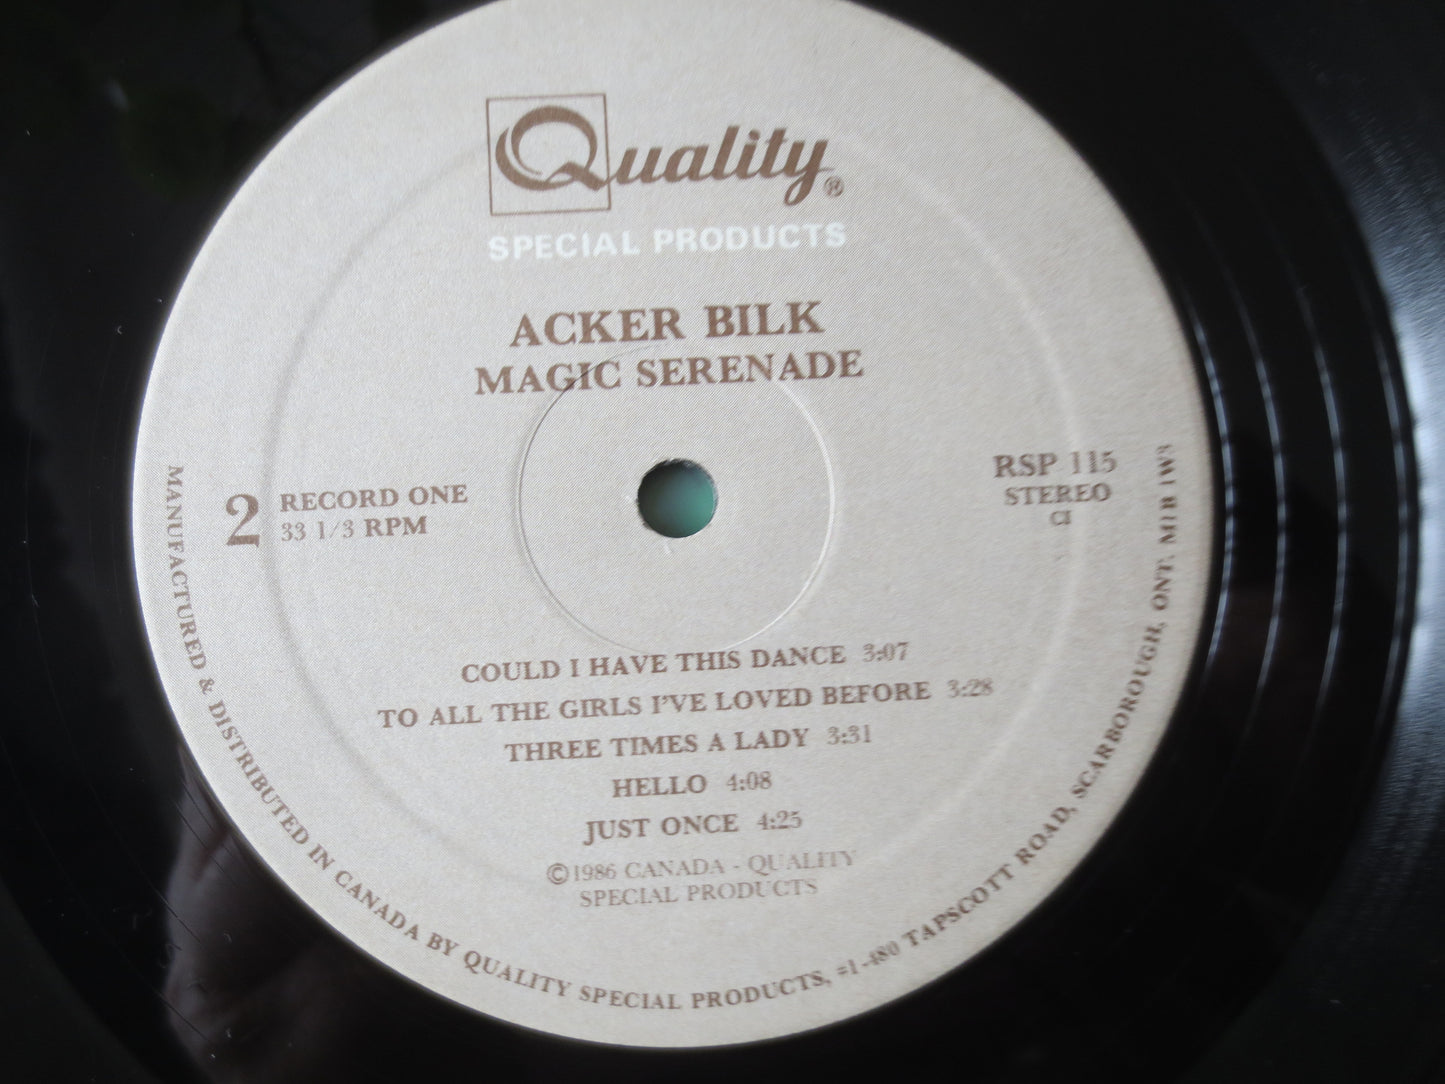 Quality®
SPECIAL PRODUCTS
ACKER BILK
MAGIC SERENADE
2
RECORD ONE
33 1/3 RPM
RSP 115
STEREO
CI
COULD I HAVE THIS DANCE 3:07
TO ALL THE GIRLS I'VE LOVED BEFORE 3:28
THREE TIMES A LADY 3:31
HELLO 4:08
JUST ONCE 4:25
©1986 CANADA - QUALITY
SPECIAL PRODUCTS
MANUFACTURED & DISTRIBUTED IN CANADA BY QUALITY SPECIAL PRODUCTS, #1-480 TAPSCOTT ROAD, SCARBOROUGH, ONT. M1B 1W3